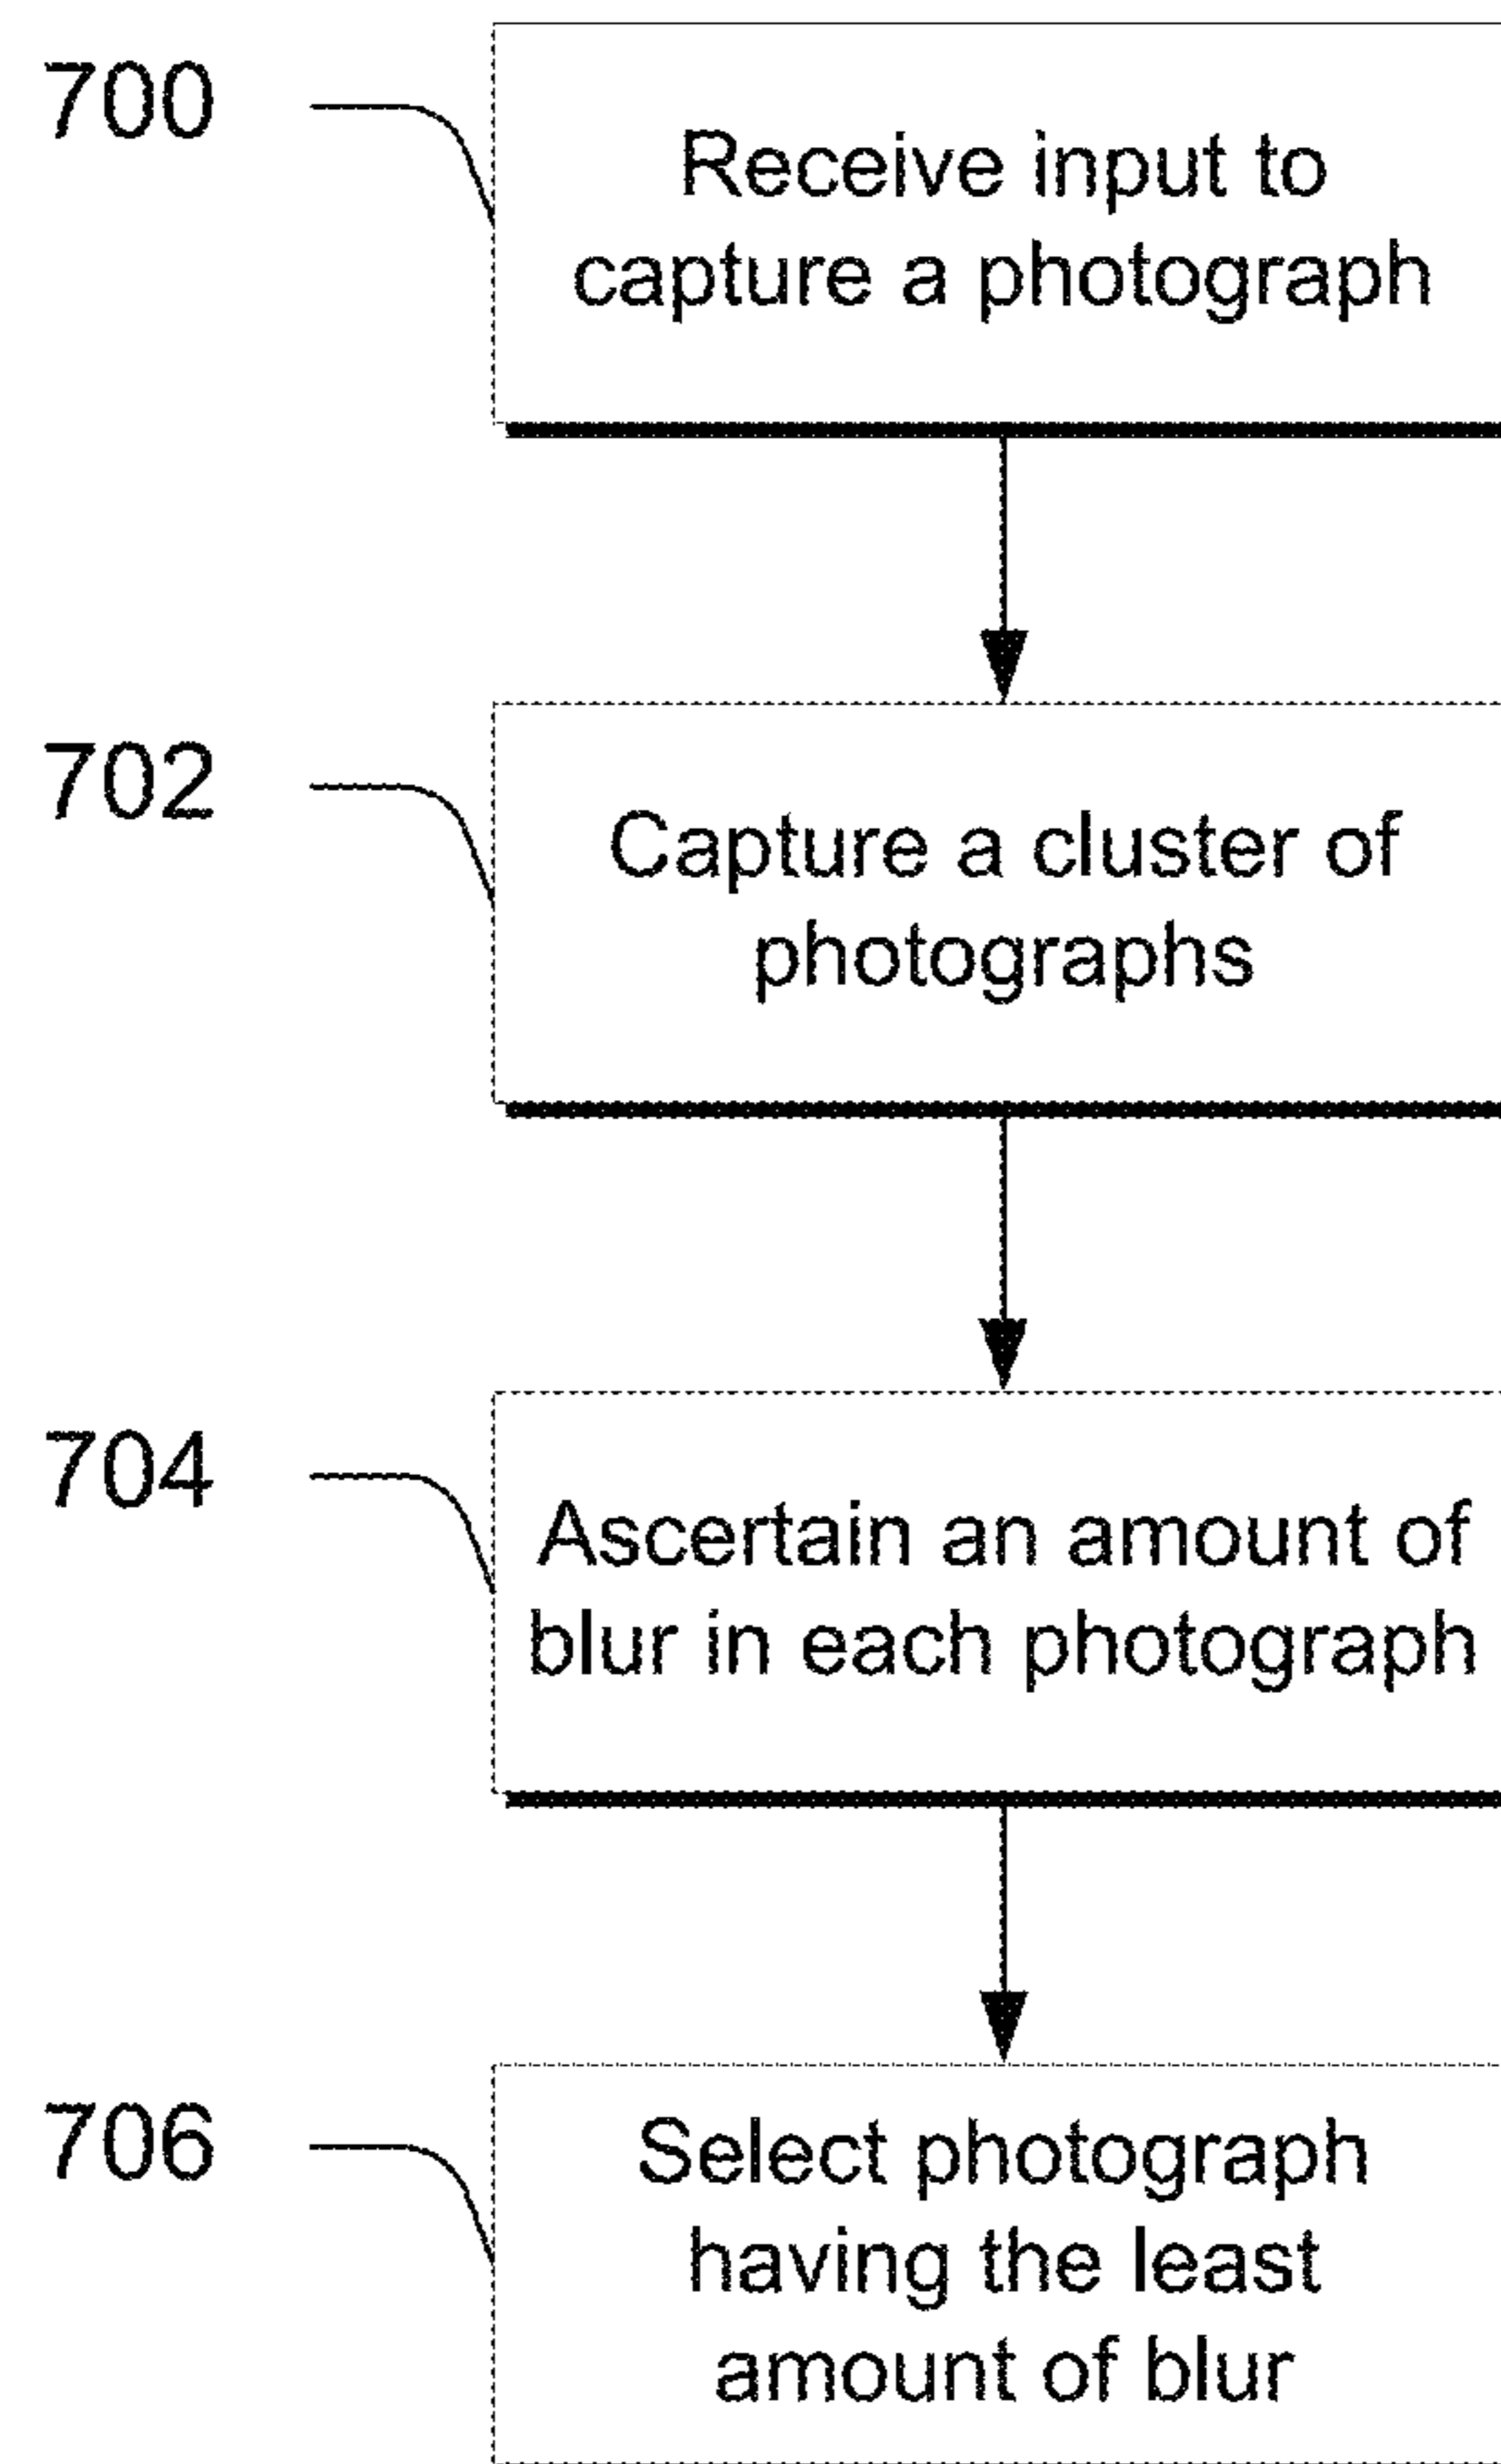 700
Receive input to
capture a photograph
702
Capture a cluster of
photographs
704
Ascertain an amount of
blur in each photograph
706
Select photograph
having the least
amount of blur